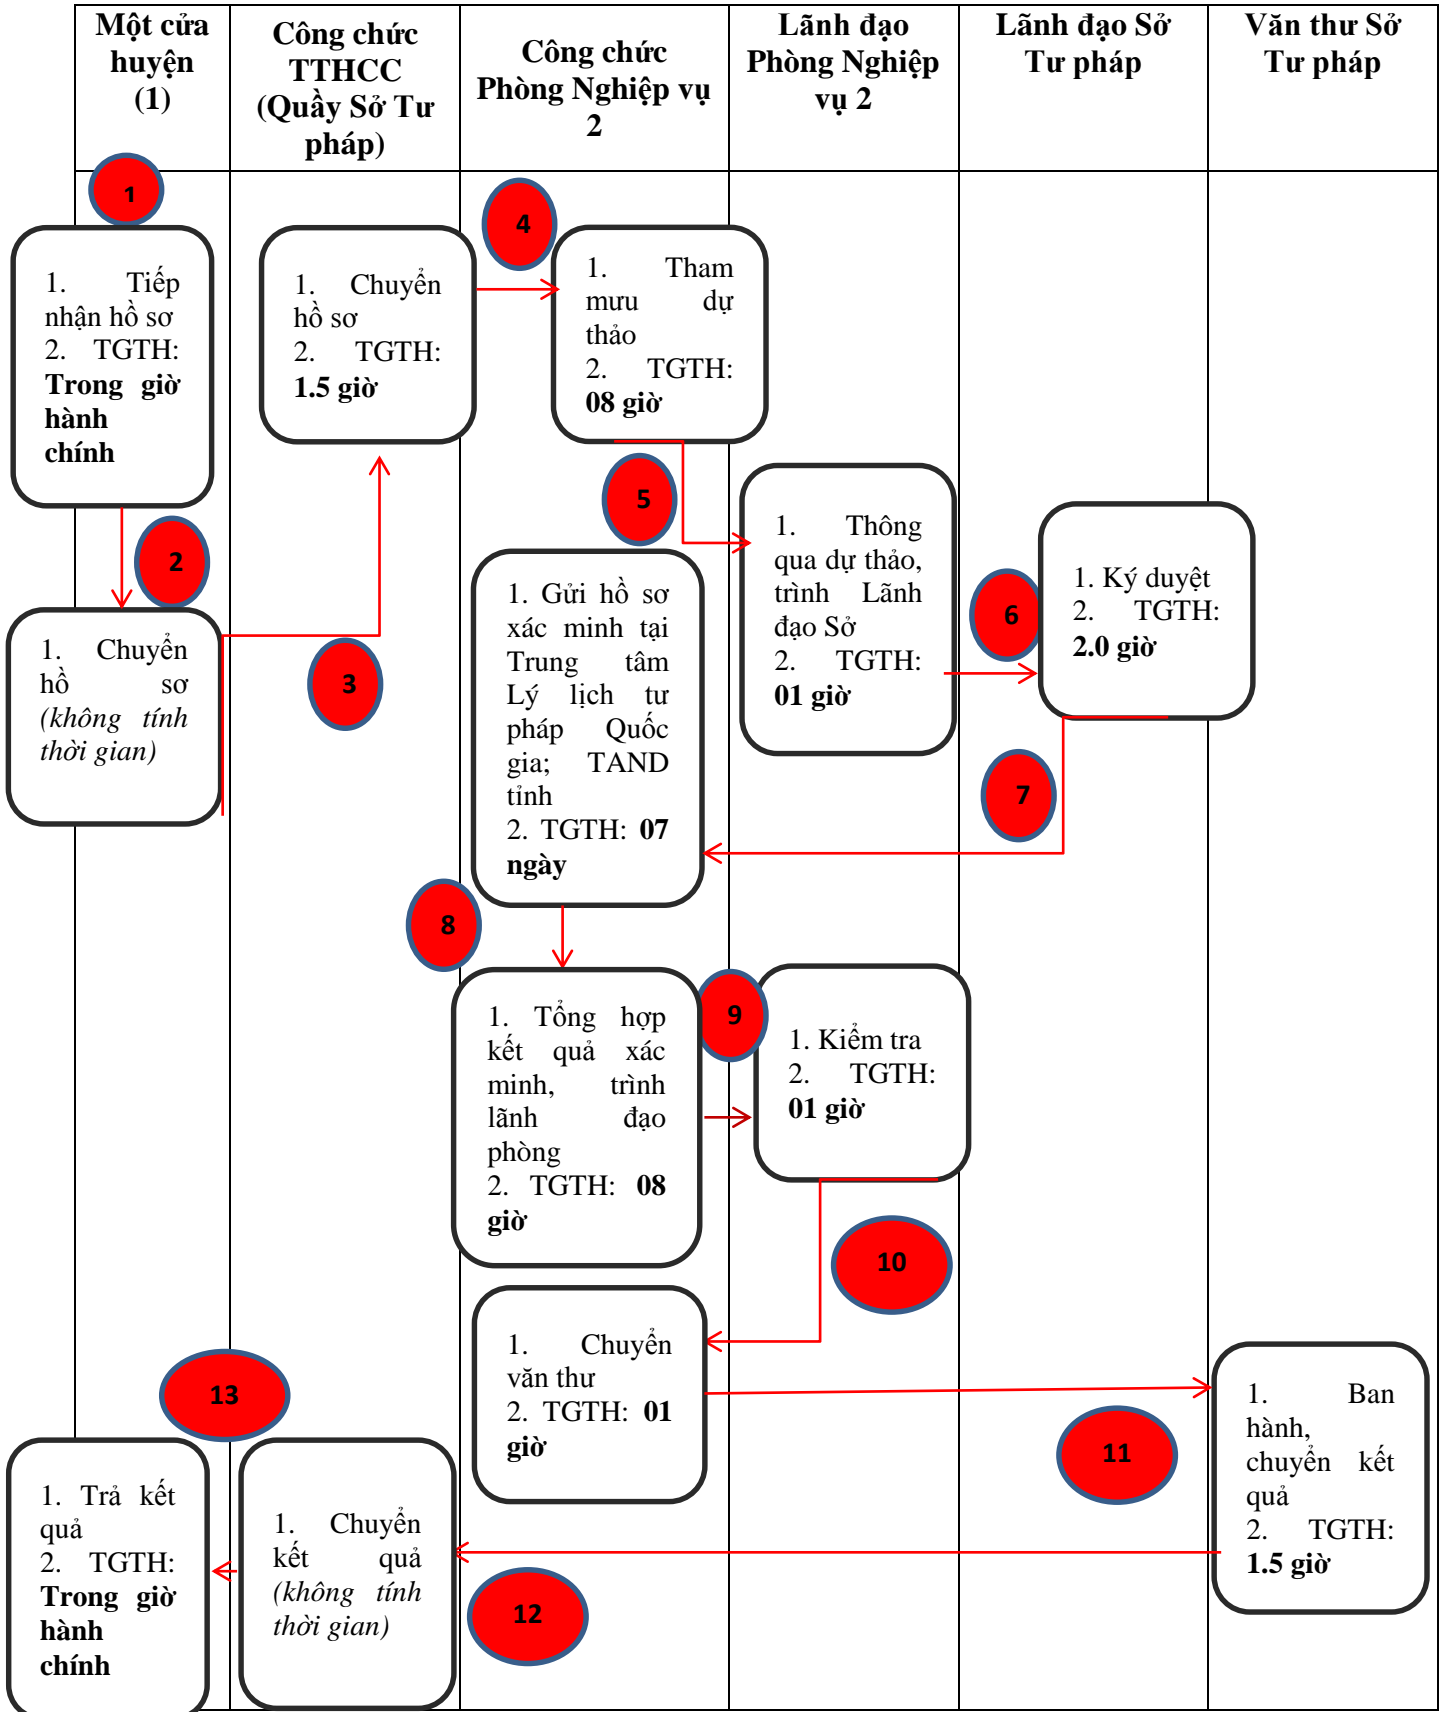 Một cửa
huyện
(1)
Công chức
TTHCC
(Quầy Sở Tư
pháp)
Công chức
Phòng Nghiệp vụ
2
Lãnh đạo
Phòng Nghiệp
vụ 2
Lãnh đạo Sở
Tư pháp
Văn thư Sở
Tư pháp
1
1. Tiếp
nhận hồ sơ
2. TGTH:
Trong giờ
hành
chính
2
1. Chuyển
hồ sơ
(không tính
thời gian)
3
1. Chuyển
hồ sơ
2. TGTH:
1.5 giờ
4
1. Tham
mưu dự
thảo
2. TGTH:
08 giờ
5
1. Thông
qua dự thảo,
trình Lãnh
đạo Sở
2. TGTH:
01 giờ
6
1. Ký duyệt
2. TGTH:
2.0 giờ
7
1. Gửi hồ sơ
xác minh tại
Trung tâm
Lý lịch tư
pháp Quốc
gia; TAND
tỉnh
2. TGTH: 07
ngày
8
1. Tổng hợp
kết quả xác
minh, trình
lãnh đạo
phòng
2. TGTH: 08
giờ
9
1. Kiểm tra
2. TGTH:
01 giờ
10
1. Chuyển
văn thư
2. TGTH: 01
giờ
11
1. Ban
hành,
chuyển kết
quả
2. TGTH:
1.5 giờ
12
1. Chuyển
kết quả
(không tính
thời gian)
13
1. Trả kết
quả
2. TGTH:
Trong giờ
hành
chính